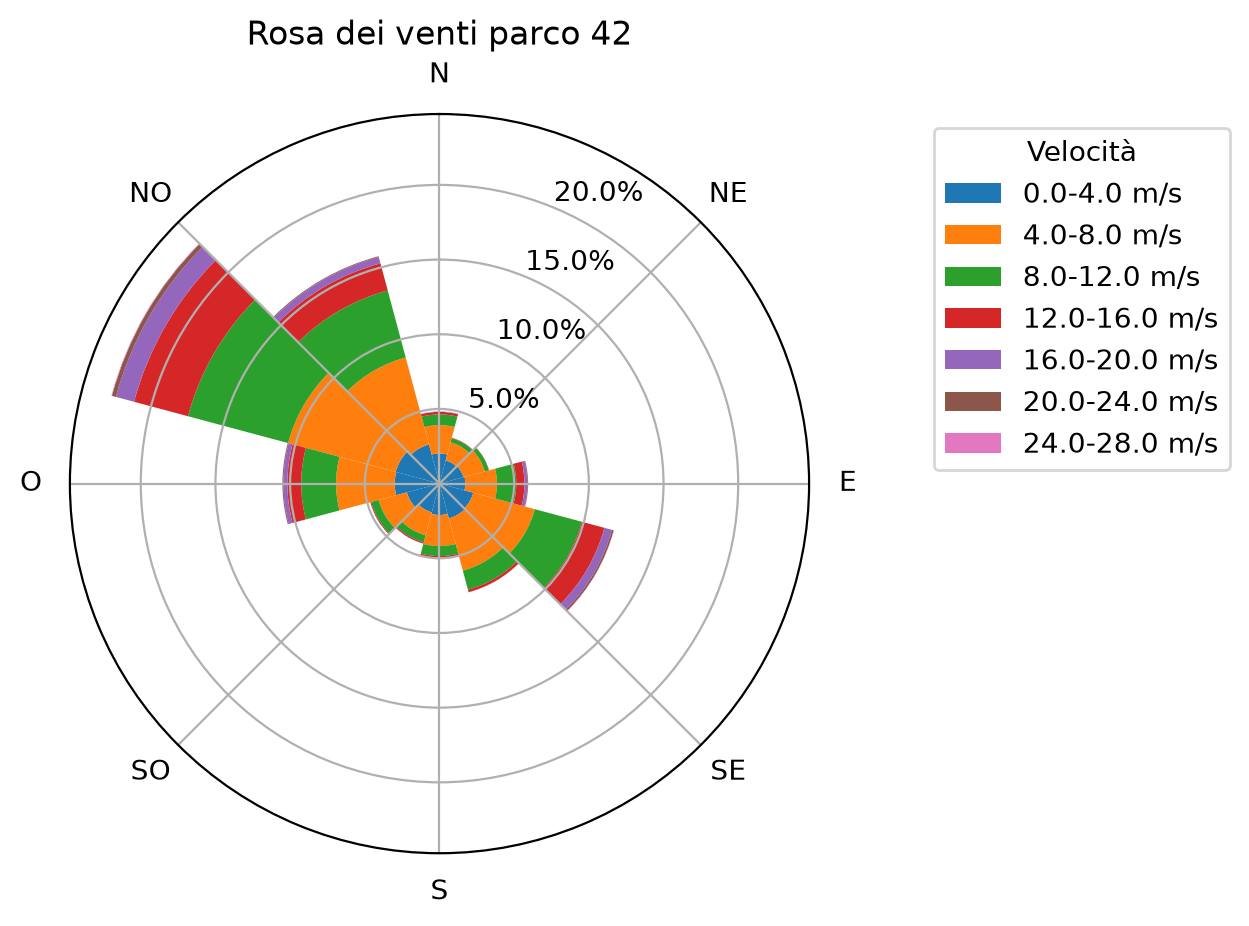 Rosa dei venti parco 42
N
NO
NE
O
E
SO
SE
S
20.0%
15.0%
10.0%
5.0%
Velocità
0.0-4.0 m/s
4.0-8.0 m/s
8.0-12.0 m/s
12.0-16.0 m/s
16.0-20.0 m/s
20.0-24.0 m/s
24.0-28.0 m/s